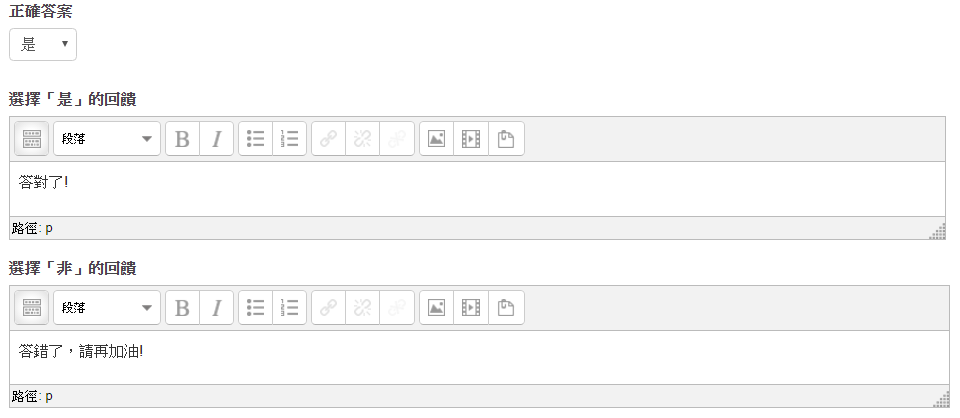 正確答案
是
選擇「是」的回饋
段落 B I
答對了!
路徑: p
選擇「非」的回饋
段落 B I
答錯了，請再加油!
路徑: p